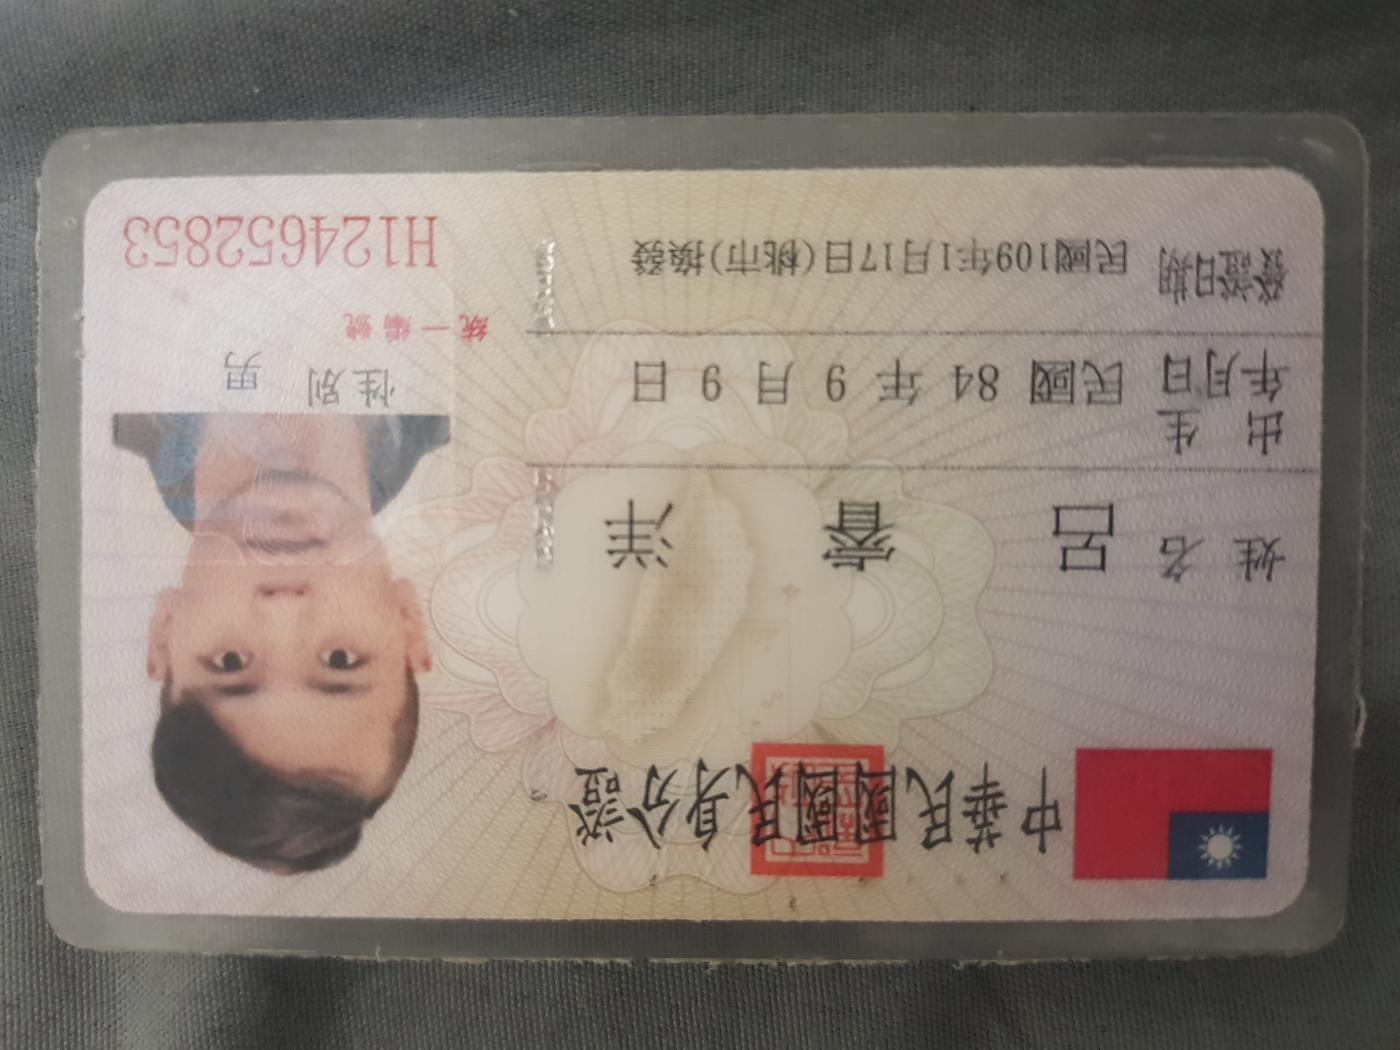 中華民國國民身分證
姓名 呂睿洋
出生年月日 民國 84 年 9 月 9 日
發證日期 民國109年1月17日(桃市)換發
性別 男
統一編號
H124652853